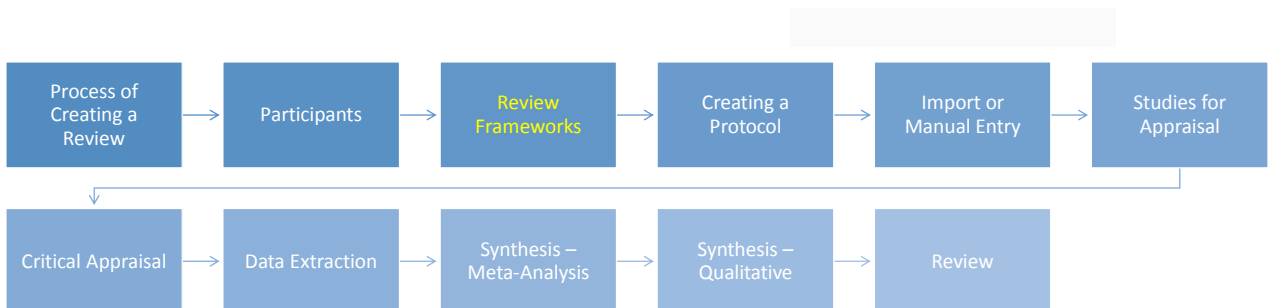 Process of
Creating a
Review
Participants
Review
Frameworks
Creating a
Protocol
Import or
Manual Entry
Studies for
Appraisal
Critical Appraisal
Data Extraction
Synthesis –
Meta-Analysis
Synthesis –
Qualitative
Review